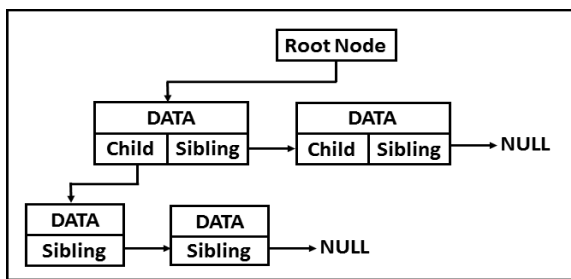 Root Node
DATA DATA
Child Sibling Child Sibling NULL
DATA DATA
Sibling Sibling NULL